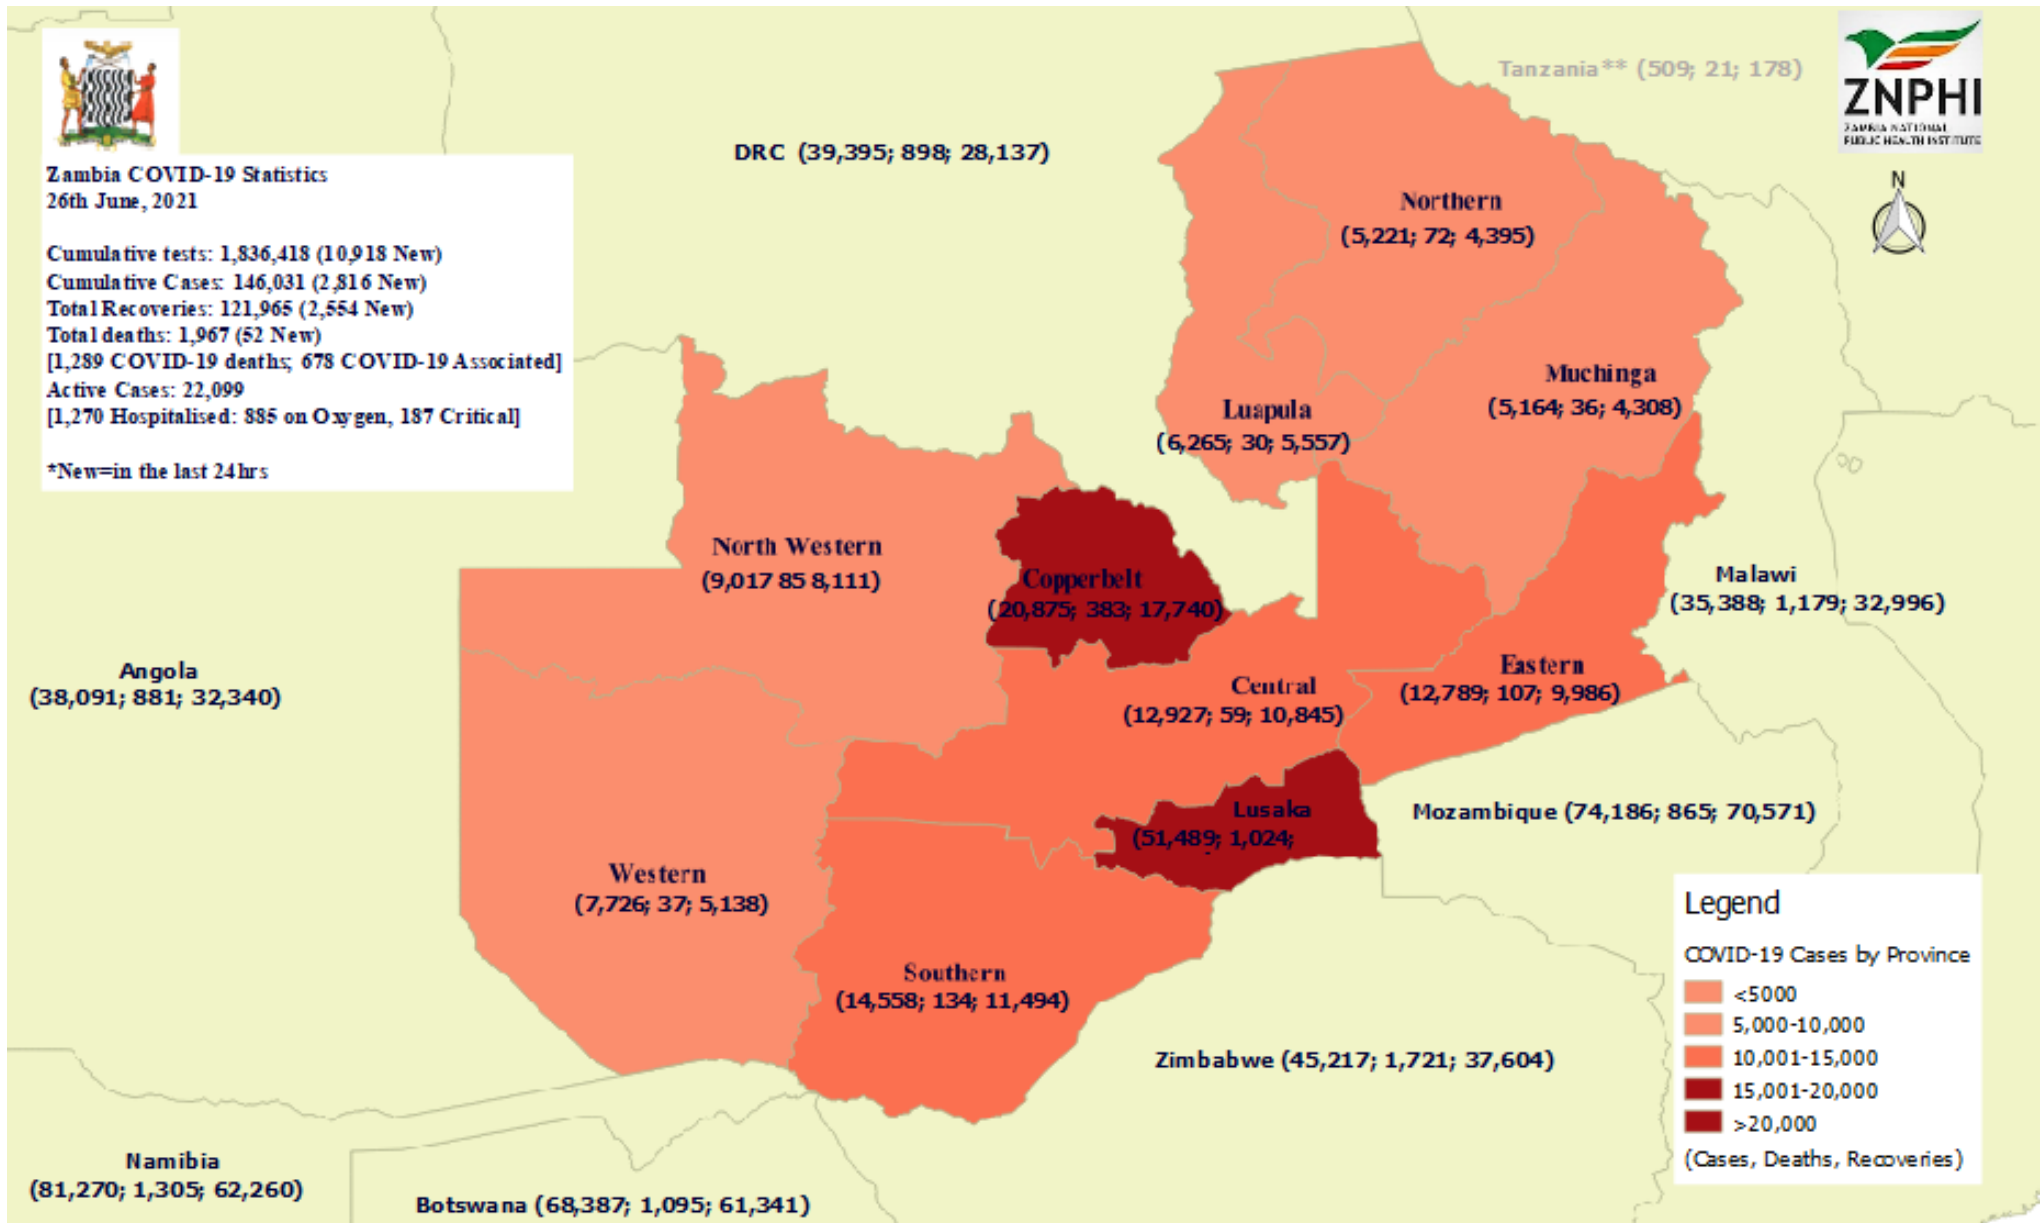 Zambia COVID-19 Statistics
26th June, 2021
Cumulative tests: 1,836,418 (10,918 New)
Cumulative Cases: 146,031 (2,816 New)
Total Recoveries: 121,965 (2,554 New)
Total deaths: 1,967 (52 New)
[1,289 COVID-19 deaths; 678 COVID-19 Associated]
Active Cases: 22,099
[1,270 Hospitalised: 885 on Oxygen, 187 Critical]
*New=in the last 24hrs
Tanzania** (509; 21; 178)
ZNPHI
ZAMBIA NATIONAL
PUBLIC HEALTH INSTITUTE
N
DRC (39,395; 898; 28,137)
Northern
(5,221; 72; 4,395)
Muchinga
(5,164; 36; 4,308)
Luapula
(6,265; 30; 5,557)
North Western
(9,017 85 8,111)
Copperbelt
(20,875; 383; 17,740)
Malawi
(35,388; 1,179; 32,996)
Angola
(38,091; 881; 32,340)
Central
(12,927; 59; 10,845)
Eastern
(12,789; 107; 9,986)
Lusaka
(51,489; 1,024;
Mozambique (74,186; 865; 70,571)
Western
(7,726; 37; 5,138)
Southern
(14,558; 134; 11,494)
Zimbabwe (45,217; 1,721; 37,604)
Namibia
(81,270; 1,305; 62,260)
Botswana (68,387; 1,095; 61,341)
Legend
COVID-19 Cases by Province
<5000
5,000-10,000
10,001-15,000
15,001-20,000
>20,000
(Cases, Deaths, Recoveries)